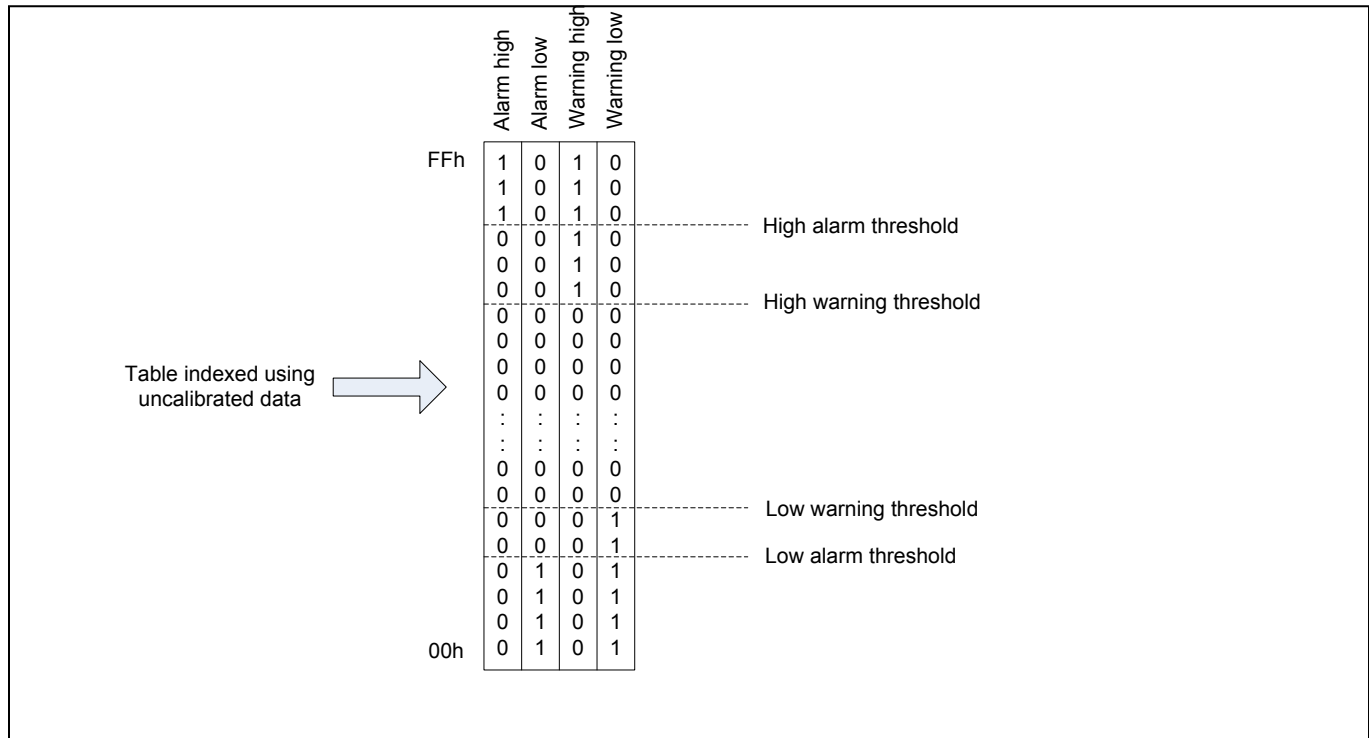 Alarm high
Alarm low
Warning high
Warning low
FFh 1 0 1 0
1 0 1 0
1 0 1 0
High alarm threshold
0 0 1 0
0 0 1 0
0 0 1 0
High warning threshold
0 0 0 0
0 0 0 0
0 0 0 0
Table indexed using
uncalibrated data
0 0 0 0
: : : :
: : : :
0 0 0 0
0 0 0 0
Low warning threshold
0 0 0 1
0 0 0 1
Low alarm threshold
0 1 0 1
0 1 0 1
0 1 0 1
00h 0 1 0 1